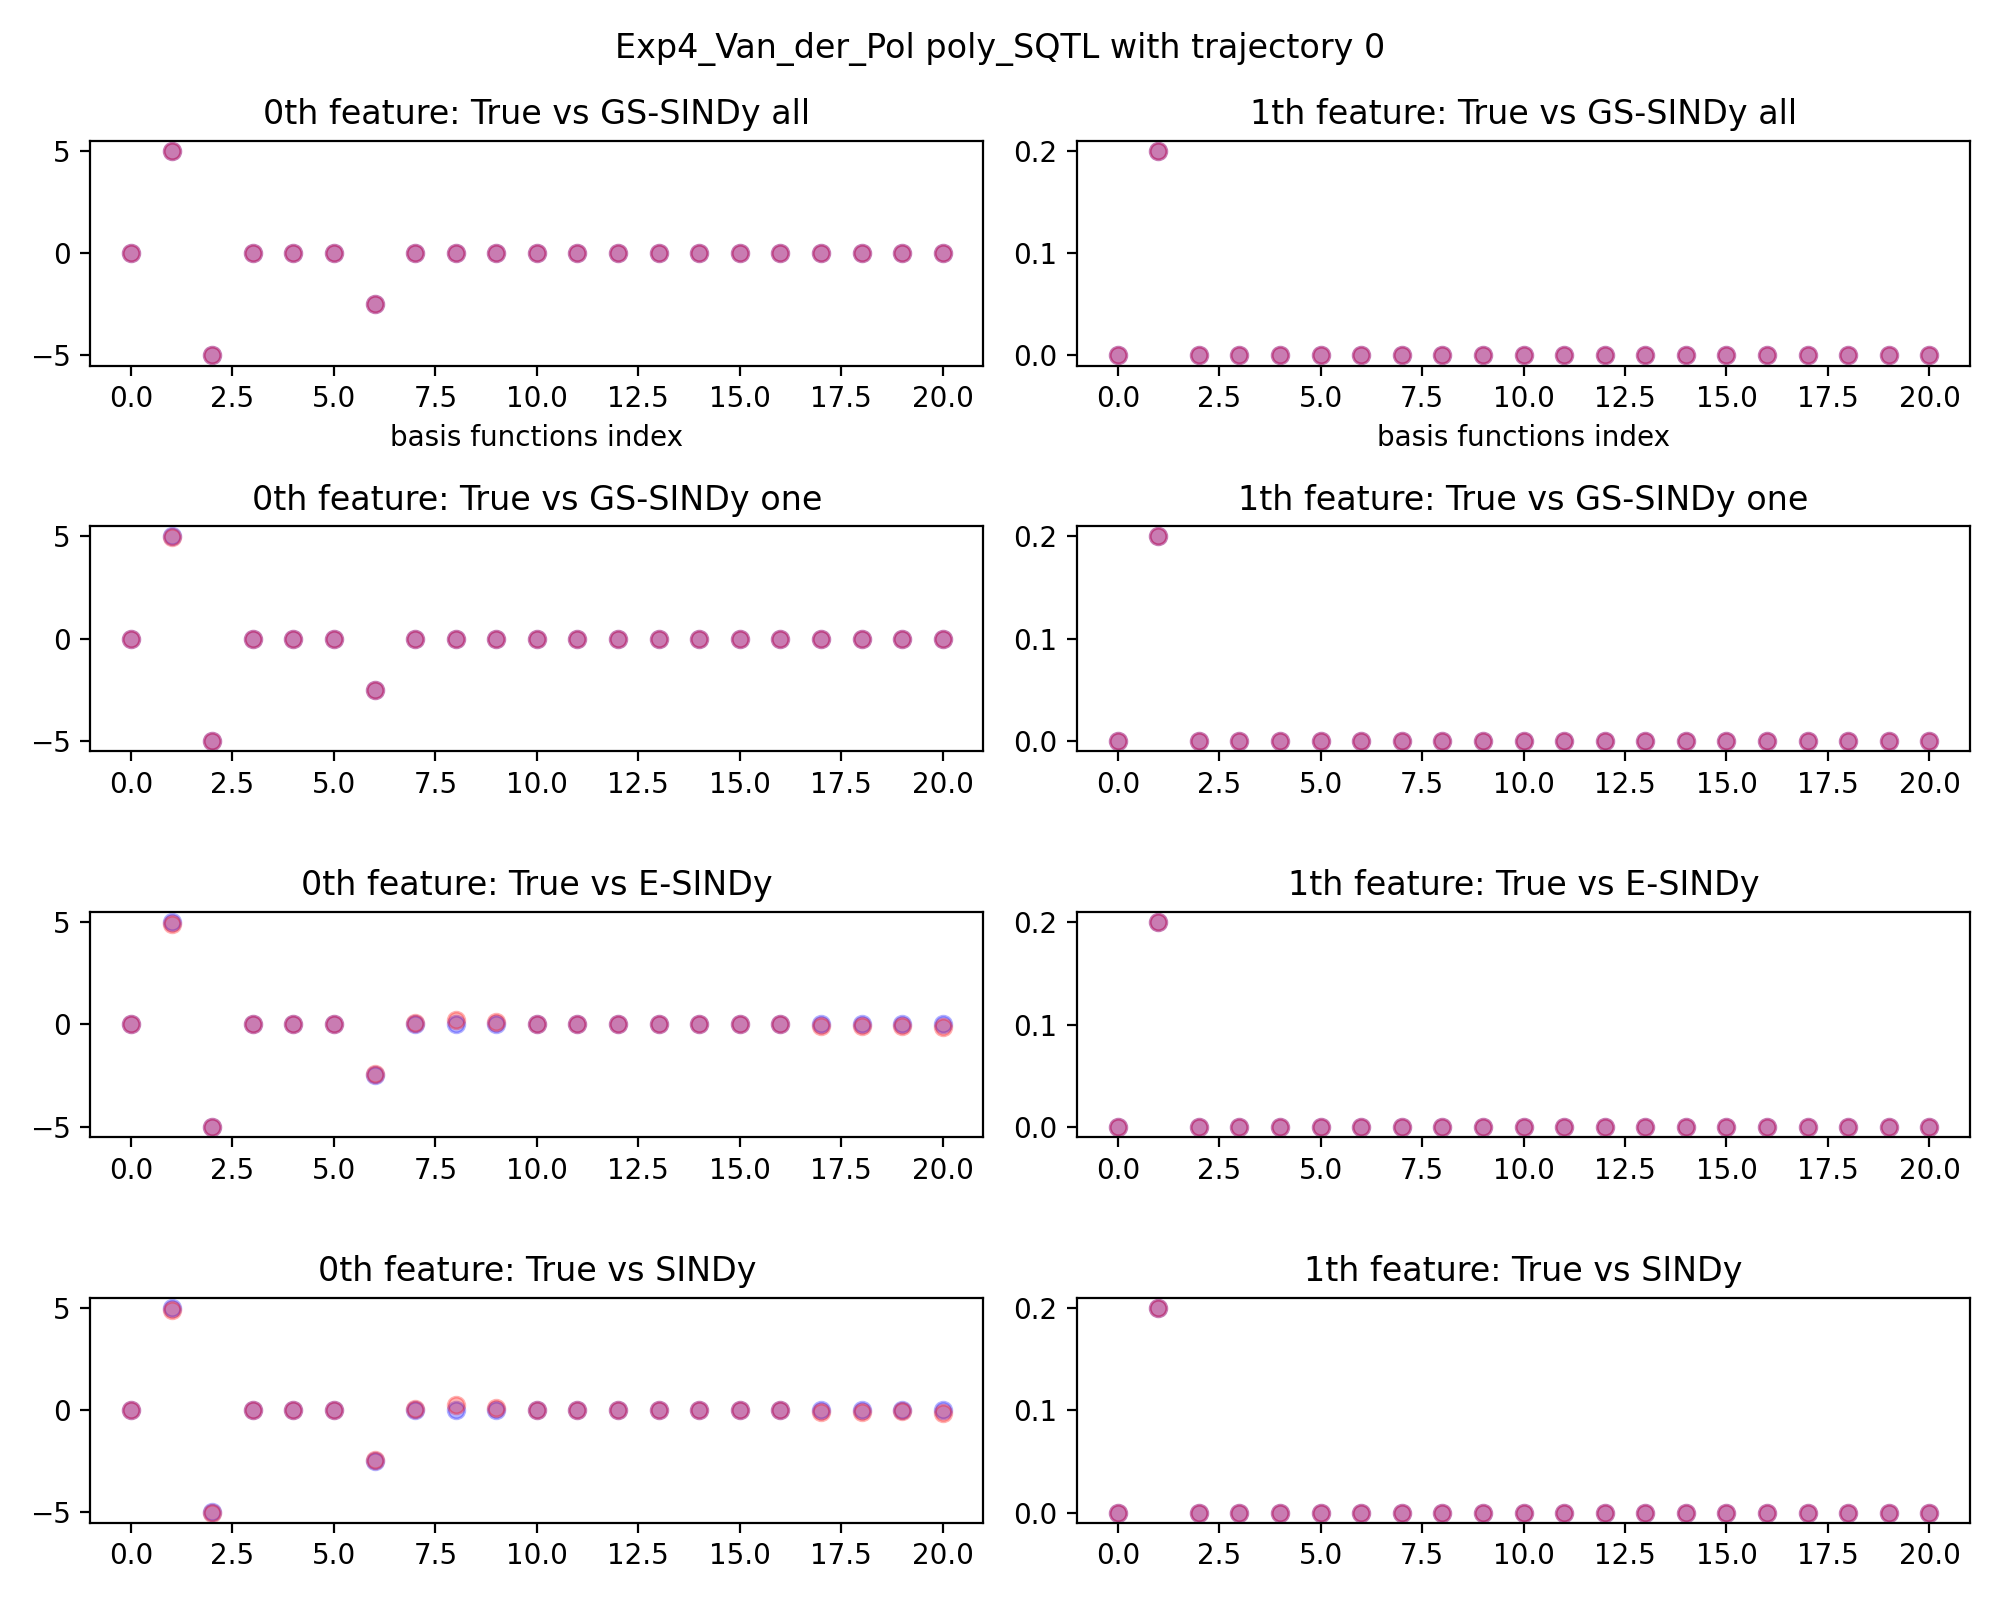 Exp4_Van_der_Pol poly_SQTL with trajectory 0
0th feature: True vs GS-SINDy all
5
0
−5
0.0 2.5 5.0 7.5 10.0 12.5 15.0 17.5 20.0
basis functions index
1th feature: True vs GS-SINDy all
0.2
0.1
0.0
0.0 2.5 5.0 7.5 10.0 12.5 15.0 17.5 20.0
basis functions index
0th feature: True vs GS-SINDy one
5
0
−5
0.0 2.5 5.0 7.5 10.0 12.5 15.0 17.5 20.0
1th feature: True vs GS-SINDy one
0.2
0.1
0.0
0.0 2.5 5.0 7.5 10.0 12.5 15.0 17.5 20.0
0th feature: True vs E-SINDy
5
0
−5
0.0 2.5 5.0 7.5 10.0 12.5 15.0 17.5 20.0
1th feature: True vs E-SINDy
0.2
0.1
0.0
0.0 2.5 5.0 7.5 10.0 12.5 15.0 17.5 20.0
0th feature: True vs SINDy
5
0
−5
0.0 2.5 5.0 7.5 10.0 12.5 15.0 17.5 20.0
1th feature: True vs SINDy
0.2
0.1
0.0
0.0 2.5 5.0 7.5 10.0 12.5 15.0 17.5 20.0